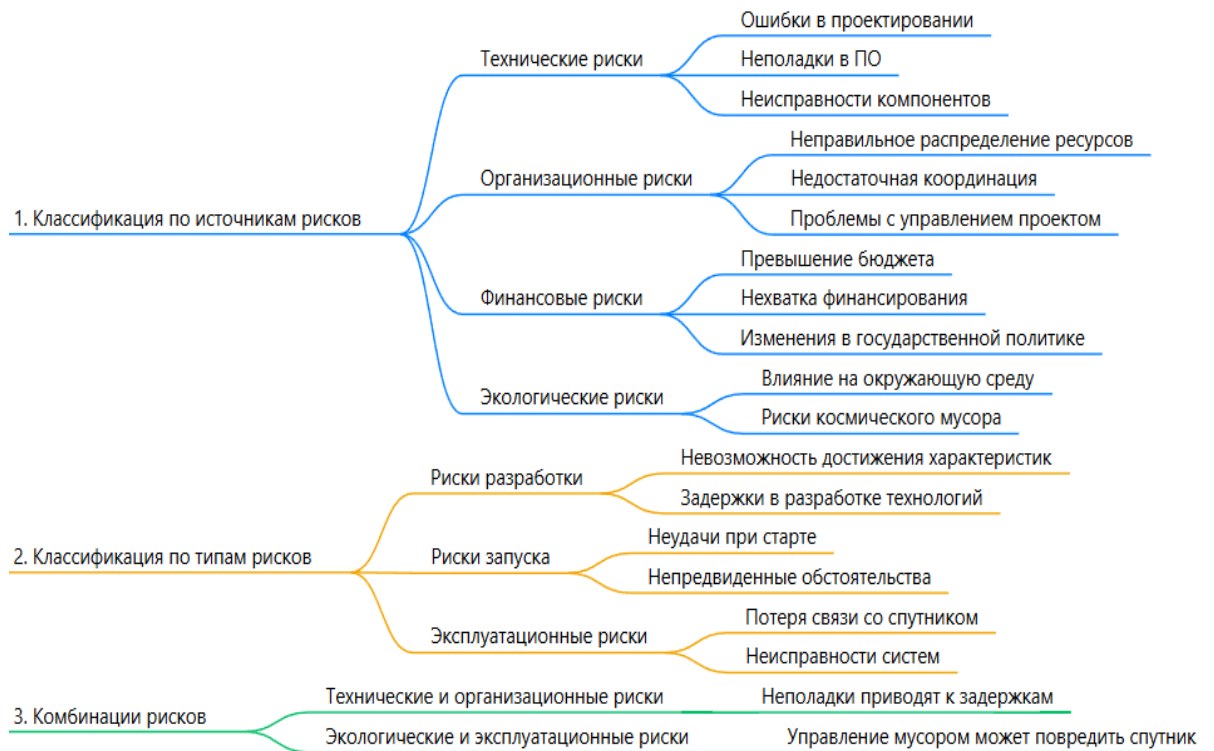 1. Классификация по источникам рисков
Технические риски
Ошибки в проектировании
Неполадки в ПО
Неисправности компонентов
Организационные риски
Неправильное распределение ресурсов
Недостаточная координация
Проблемы с управлением проектом
Финансовые риски
Превышение бюджета
Нехватка финансирования
Изменения в государственной политике
Экологические риски
Влияние на окружающую среду
Риски космического мусора
2. Классификация по типам рисков
Риски разработки
Невозможность достижения характеристик
Задержки в разработке технологий
Риски запуска
Неудачи при старте
Непредвиденные обстоятельства
Эксплуатационные риски
Потеря связи со спутником
Неисправности систем
3. Комбинации рисков
Технические и организационные риски
Неполадки приводят к задержкам
Экологические и эксплуатационные риски
Управление мусором может повредить спутник